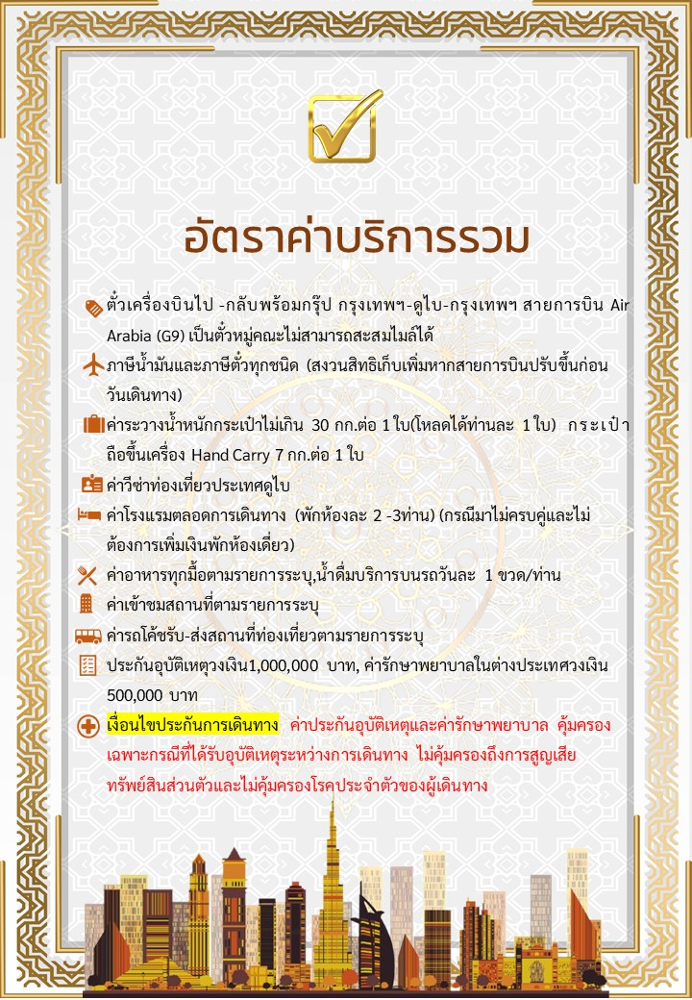 อัตราค่าบริการรวม
ตั๋วเครื่องบินไป -กลับพร้อมกรุ๊ป กรุงเทพฯ-ดูไบ-กรุงเทพฯ สายการบิน Air
Arabia (G9) เป็นตั๋วหมู่คณะไม่สามารถสะสมไมล์ได้
ภาษีน้ำมันและภาษีตั๋วทุกชนิด (สงวนสิทธิเก็บเพิ่มหากสายการบินปรับขึ้นก่อน
วันเดินทาง)
ค่าระวางน้ำหนักกระเป๋าไม่เกิน 30 กก.ต่อ 1 ใบ(โหลดได้ท่านละ 1 ใบ) กระเป๋า
ถือขึ้นเครื่อง Hand Carry 7 กก.ต่อ 1 ใบ
ค่าวีซ่าท่องเที่ยวประเทศดูไบ
ค่าโรงแรมตลอดการเดินทาง (พักห้องละ 2 -3ท่าน) (กรณีมาไม่ครบคู่และไม่
ต้องการเพิ่มเงินพักห้องเดี่ยว)
ค่าอาหารทุกมื้อตามรายการระบุ,น้ำดื่มบริการบนรถวันละ 1 ขวด/ท่าน
ค่าเข้าชมสถานที่ตามรายการระบุ
ค่ารถโค้ชรับ-ส่งสถานที่ท่องเที่ยวตามรายการระบุ
ประกันอุบัติเหตุวงเงิน1,000,000 บาท, ค่ารักษาพยาบาลในต่างประเทศวงเงิน
500,000 บาท
เงื่อนไขประกันการเดินทาง ค่าประกันอุบัติเหตุและค่ารักษาพยาบาล คุ้มครอง
เฉพาะกรณีที่ได้รับอุบัติเหตุระหว่างการเดินทาง ไม่คุ้มครองถึงการสูญเสีย
ทรัพย์สินส่วนตัวและไม่คุ้มครองโรคประจำตัวของผู้เดินทาง